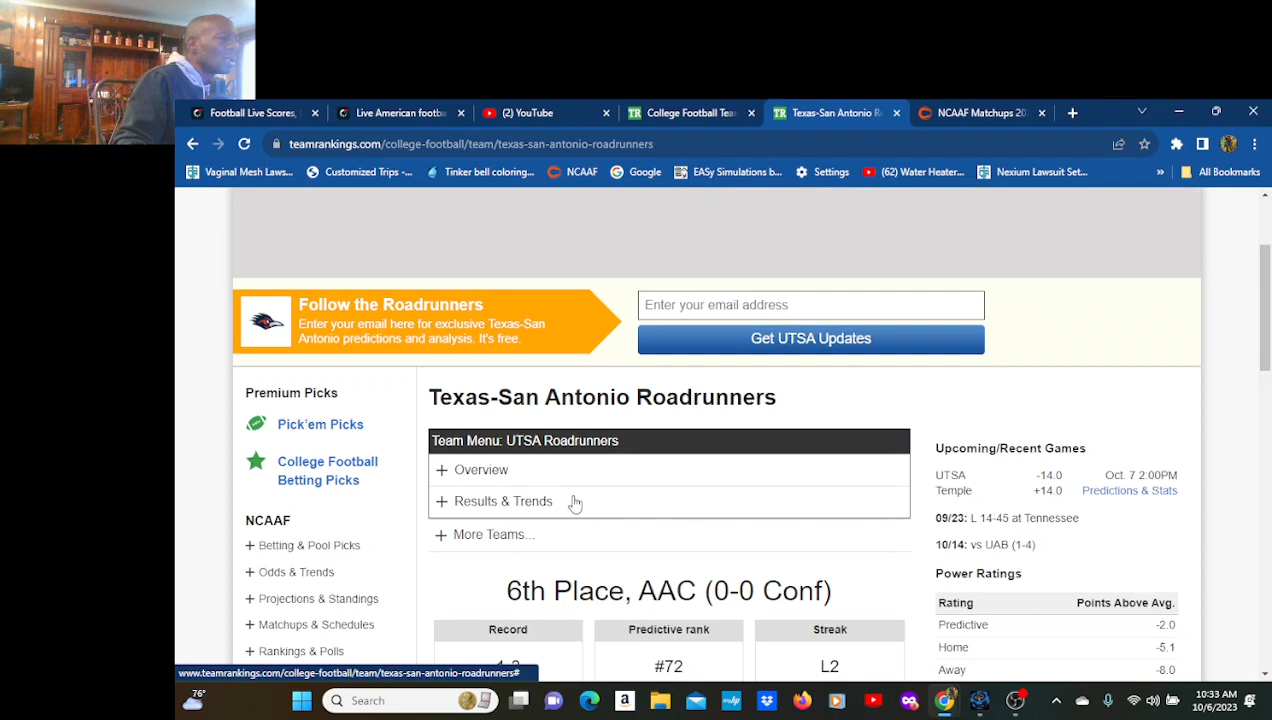 Football Live Scores,
Live American footba
(2) YouTube
College Football Tea
Texas-San Antonio R
NCAAF Matchups 20
teamrankings.com/college-football/team/texas-san-antonio-roadrunners
Vaginal Mesh Laws...
Customized Trips -...
Tinker bell coloring...
NCAAF
Google
EASy Simulations b...
Settings
(62) Water Heater...
Nexium Lawsuit Set...
»
All Bookmarks
Follow the Roadrunners
Enter your email here for exclusive Texas-San
Antonio predictions and analysis. It's free.
Enter your email address
Get UTSA Updates
Premium Picks
Pick'em Picks
College Football
Betting Picks
NCAAF
+ Betting & Pool Picks
+ Odds & Trends
+ Projections & Standings
+ Matchups & Schedules
+ Rankings & Polls
Texas-San Antonio Roadrunners
Team Menu: UTSA Roadrunners
+ Overview
+ Results & Trends
+ More Teams...
6th Place, AAC (0-0 Conf)
Record
Predictive rank
Streak
#72
L2
Upcoming/Recent Games
UTSA -14.0 Oct. 7 2:00PM
Temple +14.0 Predictions & Stats
09/23: L 14-45 at Tennessee
10/14: vs UAB (1-4)
Power Ratings
Rating Points Above Avg.
Predictive -2.0
Home -5.1
Away -8.0
www.teamrankings.com/college-football/team/texas-san-antonio-roadrunners#
76°
Search
10:33 AM
10/6/2023